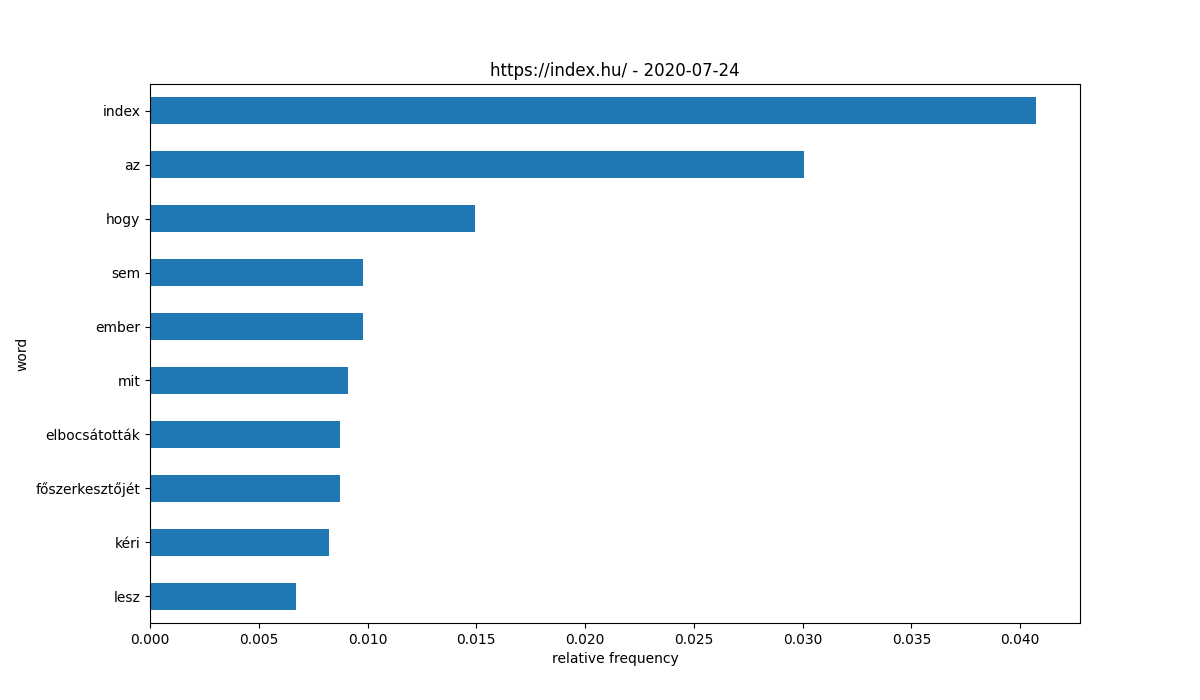 https://index.hu/ - 2020-07-24
index
az
hogy
sem
ember
mit
elbocsátották
főszerkesztőjét
kéri
lesz
word
0.000 0.005 0.010 0.015 0.020 0.025 0.030 0.035 0.040
relative frequency